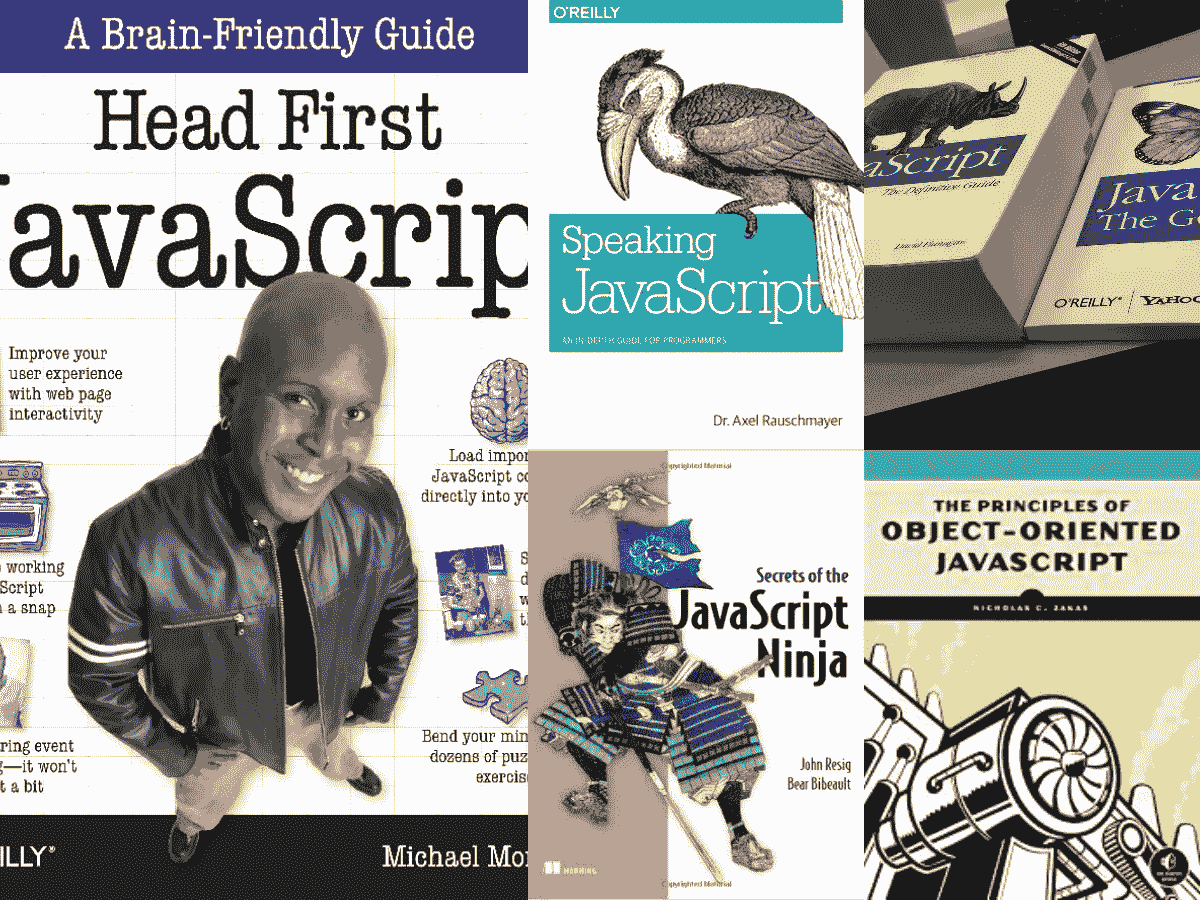 A Brain-Friendly Guide
Head First
JavaScrip
Improve your
user experience
with web page
interactivity
Load impor
JavaScript co
directly into yo
working
Script
a snap
ring event
—it won't
t a bit
Bend your min
dozens of puz
exercis
ILLY®
Michael Mor
O'REILLY
Speaking
JavaScript
AN IN-DEPTH GUIDE FOR PROGRAMMERS
Dr. Axel Rauschmayer
aScript
The Definitive Guide
David Flanagan
Java
The Go
O'REILLY®
YAHOO
Copyrighted Material
Secrets of the
JavaScript
Ninja
John Resig
Bear Bibeault
MANNING
Copyrighted Material
THE PRINCIPLES OF
OBJECT-ORIENTED
JAVASCRIPT
NICHOLAS C. ZAKAS